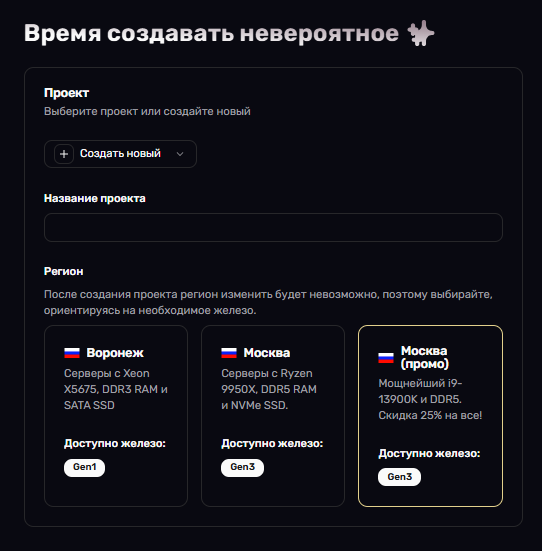 Время создавать невероятное
Проект
Выберите проект или создайте новый
Создать новый
Название проекта
Регион
После создания проекта регион изменить будет невозможно, поэтому выбирайте,
ориентируясь на необходимое железо.
Воронеж
Серверы с Xeon
X5675, DDR3 RAM и
SATA SSD
Доступно железо:
Gen1
Москва
Серверы с Ryzen
9950X, DDR5 RAM
и NVMe SSD.
Доступно железо:
Gen3
Москва
(промо)
Мощнейший i9-
13900K и DDR5.
Скидка 25% на все!
Доступно железо:
Gen3